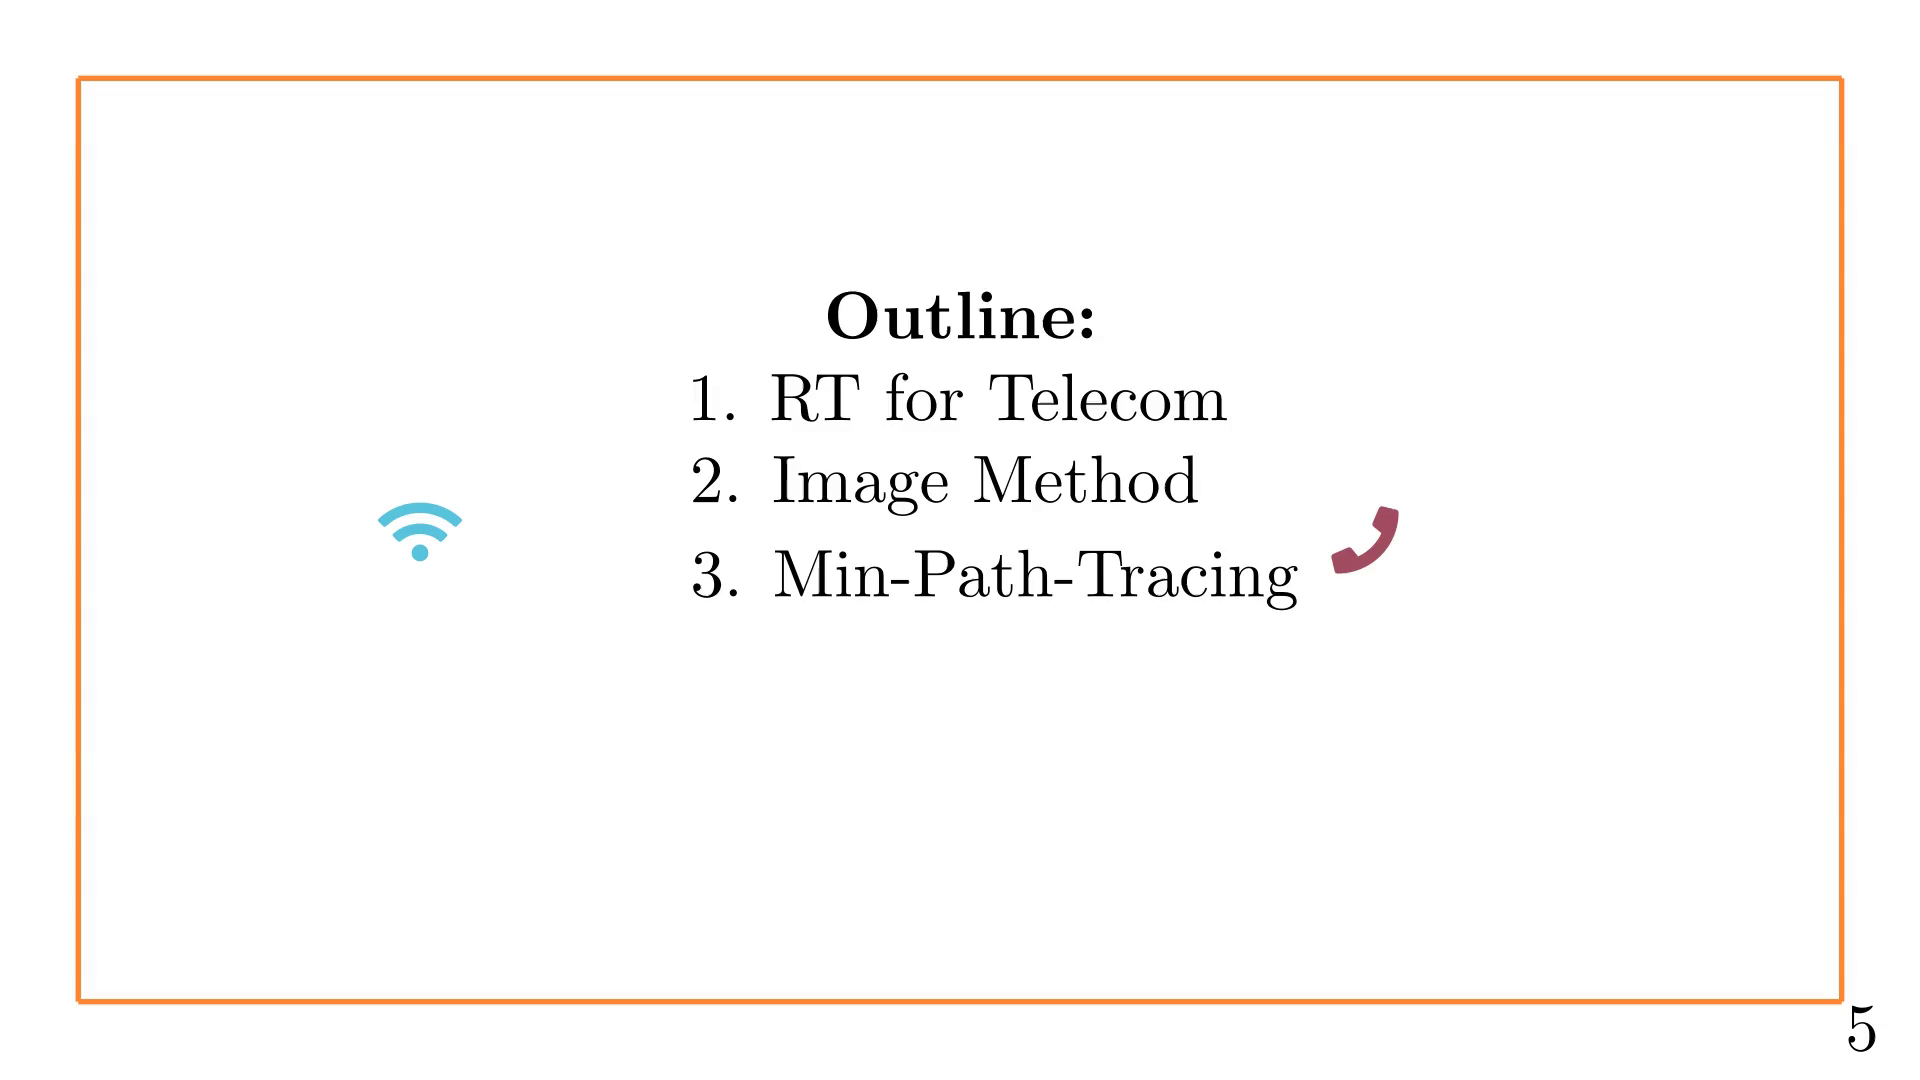 Outline:
1. RT for Telecom
2. Image Method
3. Min-Path-Tracing
5